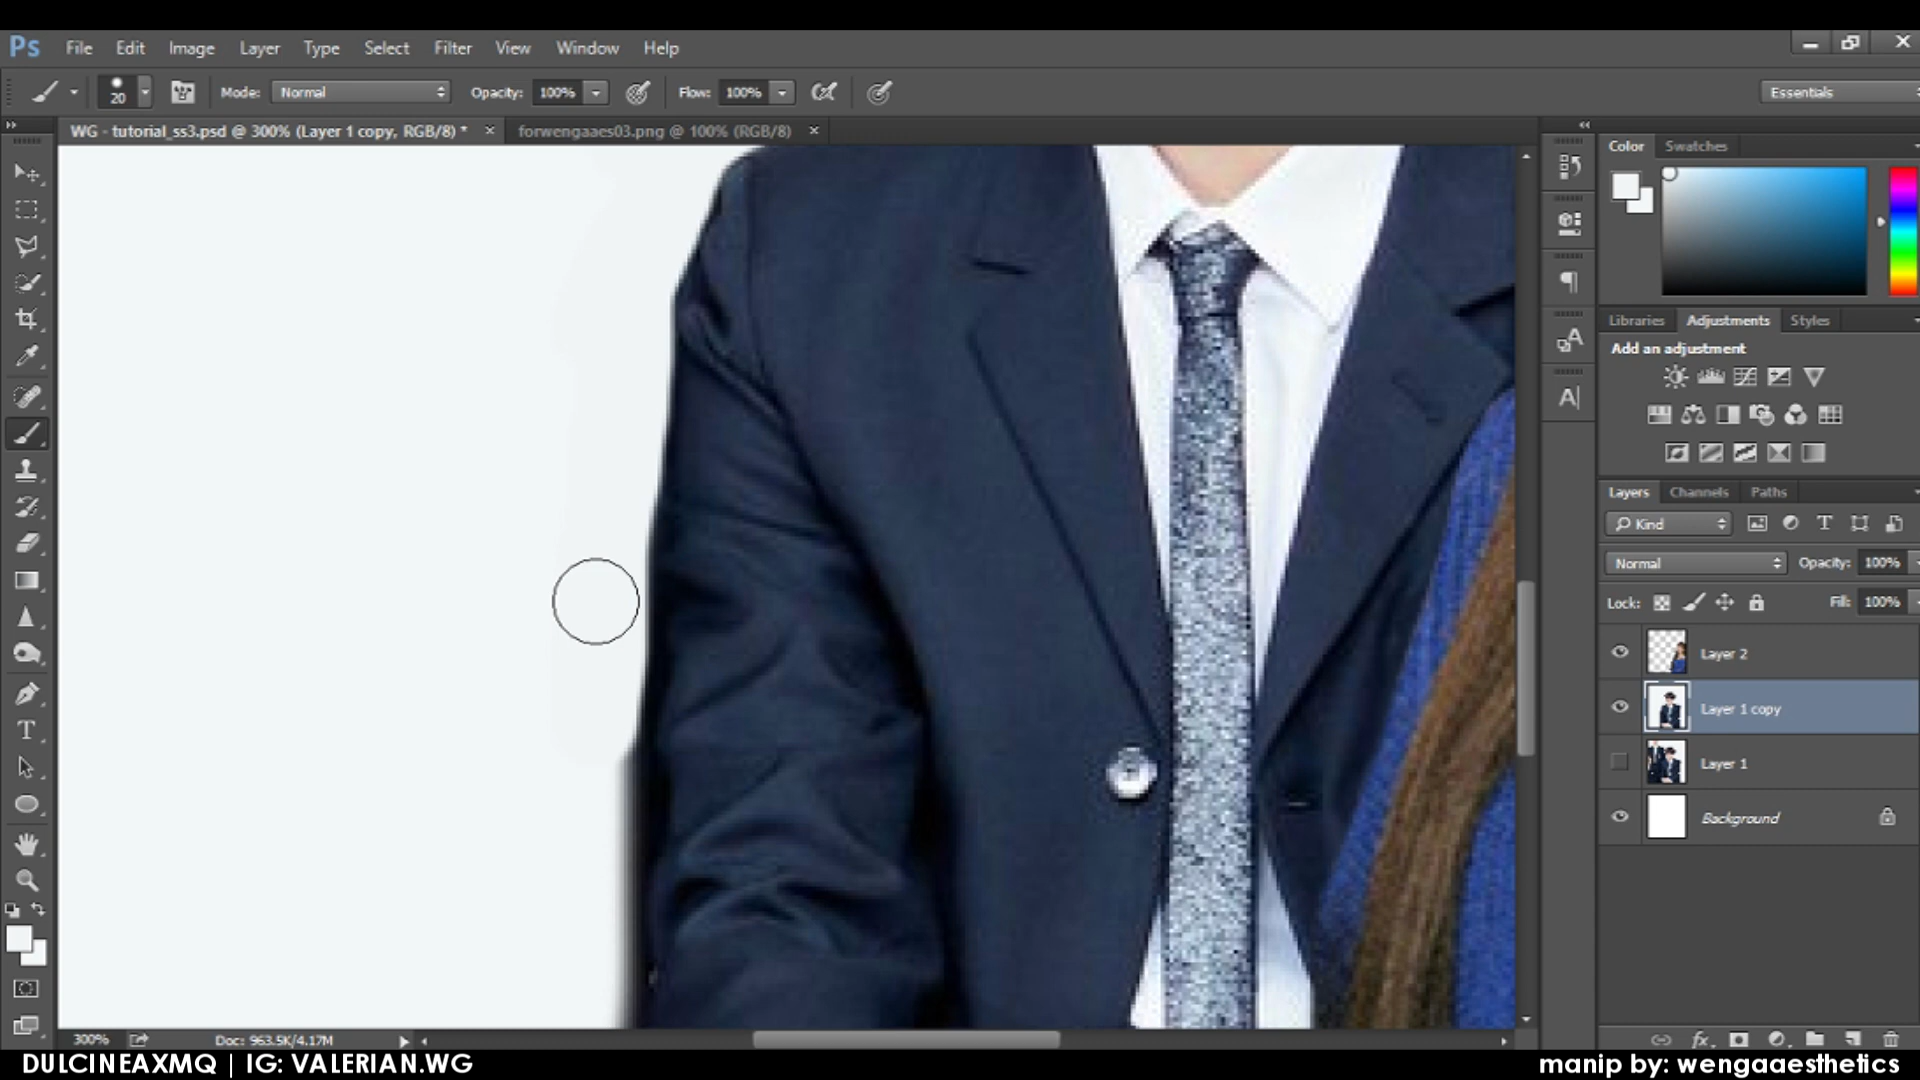 Ps File Edit Image Layer Type Select Filter View Window Help
20 Mode: Normal Opacity: 100% Flow: 100% Essentials
WG - tutorial_ss3.psd @ 300% (Layer 1 copy, RGB/8) * × forwengaaes03.png @ 100% (RGB/8) ×
Color Swatches
Libraries Adjustments Styles
Add an adjustment
Layers Channels Paths
Kind
Normal Opacity: 100%
Lock: Fill: 100%
Layer 2
Layer 1 copy
Layer 1
Background
300% Doc: 963.5K/4.17M
DULCINEAXMQ | IG: VALERIAN.WG
manip by: wengaaesthetics